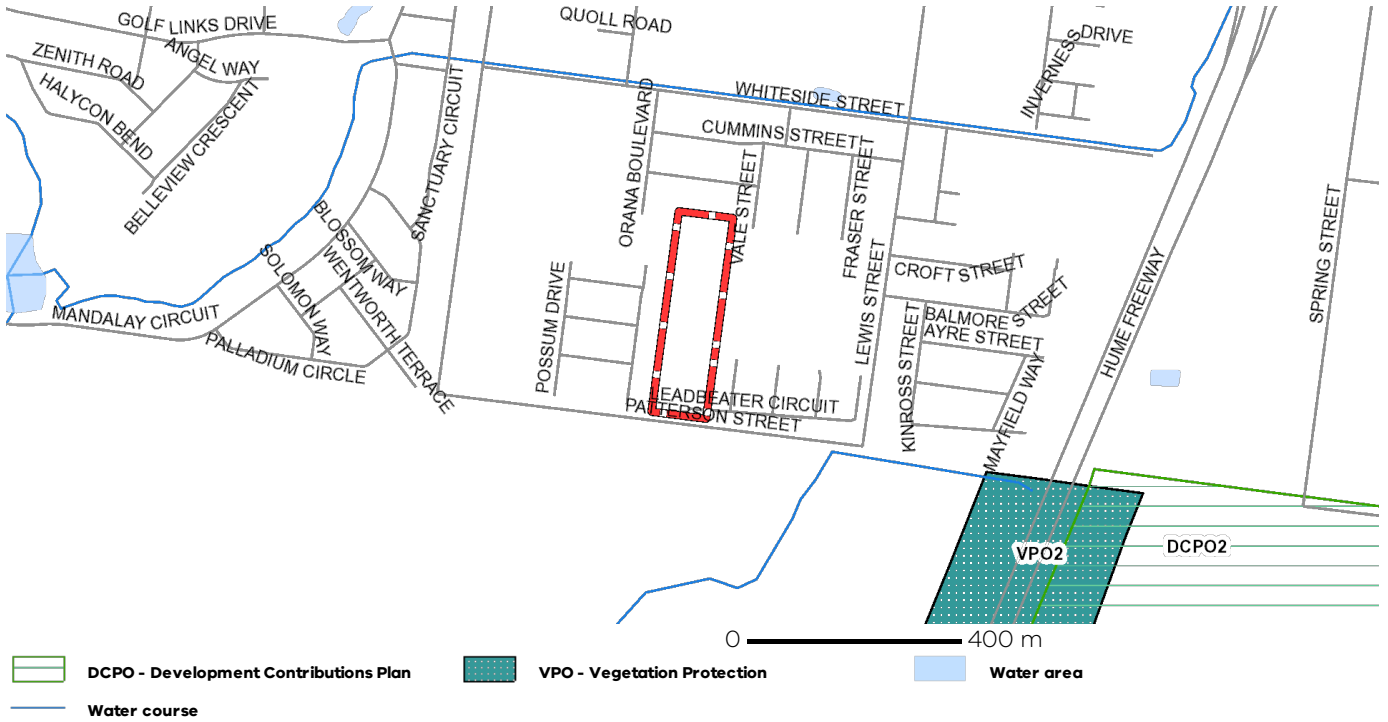 GOLF LINKS DRIVE
QUOLL ROAD
DRIVE
INVERNESS
ZENITH ROAD
ANGEL WAY
HALYCON BEND
BELLEVIEW CRESCENT
SANCTUARY CIRCUIT
ORANA BOULEVARD
WHITESIDE STREET
CUMMINS STREET
VALE STREET
FRASER STREET
LEWIS STREET
BLOSSOM WAY
SOLOMON WAY
WENTWORTH TERRACE
MANDALAY CIRCUIT
PALLADIUM CIRCLE
POSSUM DRIVE
CROFT STREET
BALMORE STREET
AYRE STREET
KINROSS STREET
MAYFIELD WAY
HUME FREEWAY
SPRING STREET
LEADBEATER CIRCUIT
PATTERSON STREET
VPO2
DCPO2
0 400 m
DCPO - Development Contributions Plan
VPO - Vegetation Protection
Water area
Water course